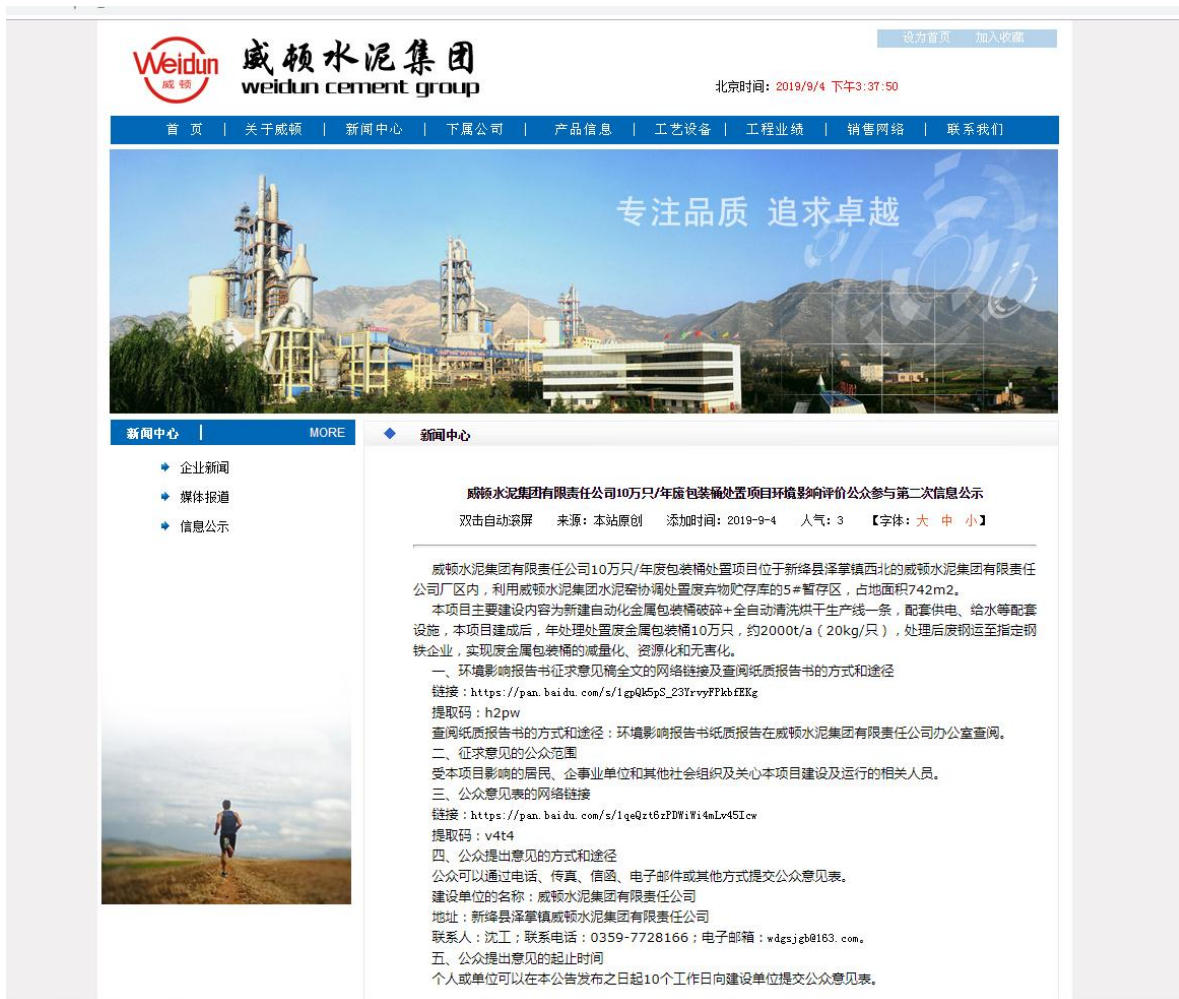 设为首页 加入收藏
Weidun
威顿
威顿水泥集团
weidun cement group
北京时间：2019/9/4 下午3:37:50
首 页 | 关于威顿 | 新闻中心 | 下属公司 | 产品信息 | 工艺设备 | 工程业绩 | 销售网络 | 联系我们
专注品质 追求卓越
新闻中心 | MORE
新闻中心
企业新闻
媒体报道
信息公示
威顿水泥集团有限责任公司10万只/年废包装桶处置项目环境影响评价公众参与第二次信息公示
双击自动滚屏 来源：本站原创 添加时间：2019-9-4 人气：3 【字体：大 中 小】
威顿水泥集团有限责任公司10万只/年废包装桶处置项目位于新绛县泽掌镇西北的威顿水泥集团有限责任
公司厂区内，利用威顿水泥集团水泥窑协调处置废弃物贮存库的5#暂存区，占地面积742m2。
本项目主要建设内容为新建自动化金属包装桶破碎+全自动清洗烘干生产线一条，配套供电、给水等配套
设施，本项目建成后，年处理处置废金属包装桶10万只，约2000t/a（20kg/只），处理后废钢运至指定钢
铁企业，实现废金属包装桶的减量化、资源化和无害化。
一、环境影响报告书征求意见稿全文的网络链接及查阅纸质报告书的方式和途径
链接：https://pan.baidu.com/s/1gpQk5pS_23YrvyFPkbfEKg
提取码：h2pw
查阅纸质报告书的方式和途径：环境影响报告书纸质报告在威顿水泥集团有限责任公司办公室查阅。
二、征求意见的公众范围
受本项目影响的居民、企事业单位和其他社会组织及关心本项目建设及运行的相关人员。
三、公众意见表的网络链接
链接：https://pan.baidu.com/s/1qeQzt6zPDWiWi4mLv45Icw
提取码：v4t4
四、公众提出意见的方式和途径
公众可以通过电话、传真、信函、电子邮件或其他方式提交公众意见表。
建设单位的名称：威顿水泥集团有限责任公司
地址：新绛县泽掌镇威顿水泥集团有限责任公司
联系人：沈工；联系电话：0359-7728166；电子邮箱：wdgsjgb@163.com。
五、公众提出意见的起止时间
个人或单位可以在本公告发布之日起10个工作日向建设单位提交公众意见表。